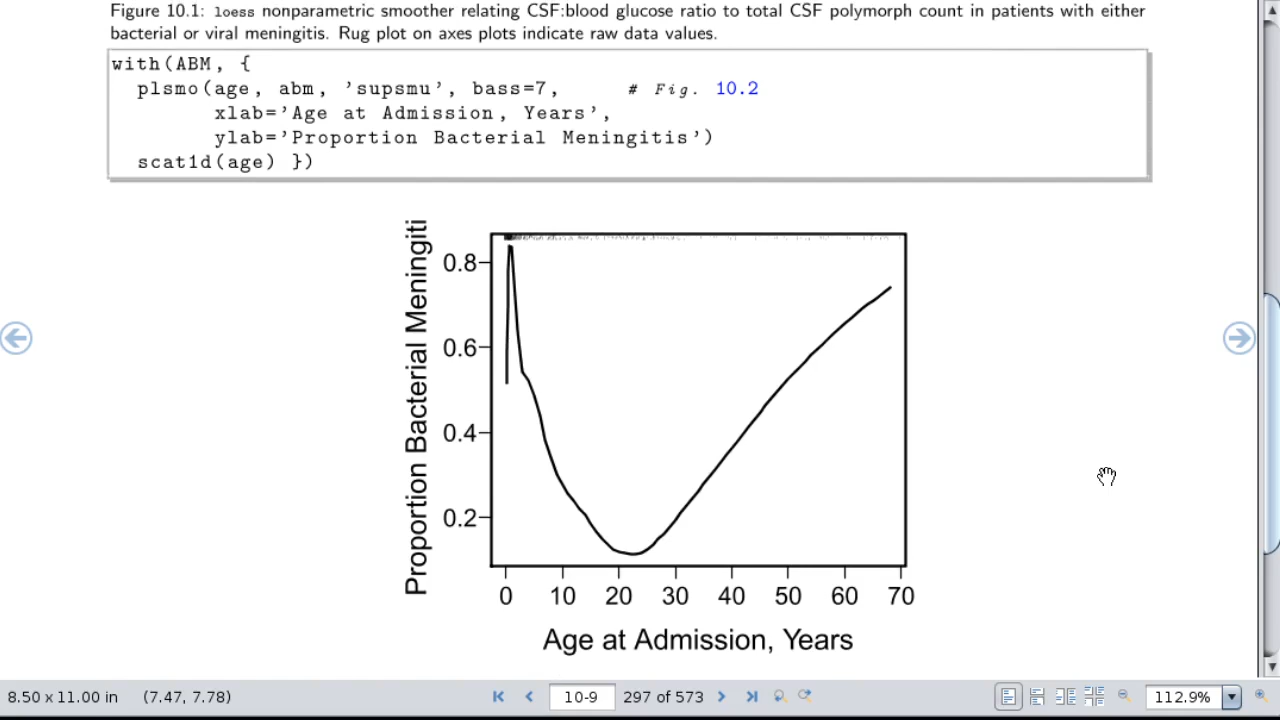 Figure 10.1: loess nonparametric smoother relating CSF:blood glucose ratio to total CSF polymorph count in patients with either
bacterial or viral meningitis. Rug plot on axes plots indicate raw data values.
with(ABM, {
plsmo(age, abm, 'supsmu', bass=7, # Fig. 10.2
xlab='Age at Admission, Years',
ylab='Proportion Bacterial Meningitis')
scat1d(age) })
Proportion Bacterial Meningiti
0.8
0.6
0.4
0.2
0 10 20 30 40 50 60 70
Age at Admission, Years
8.50 x 11.00 in (7.47, 7.78) 10-9 297 of 573 112.9%